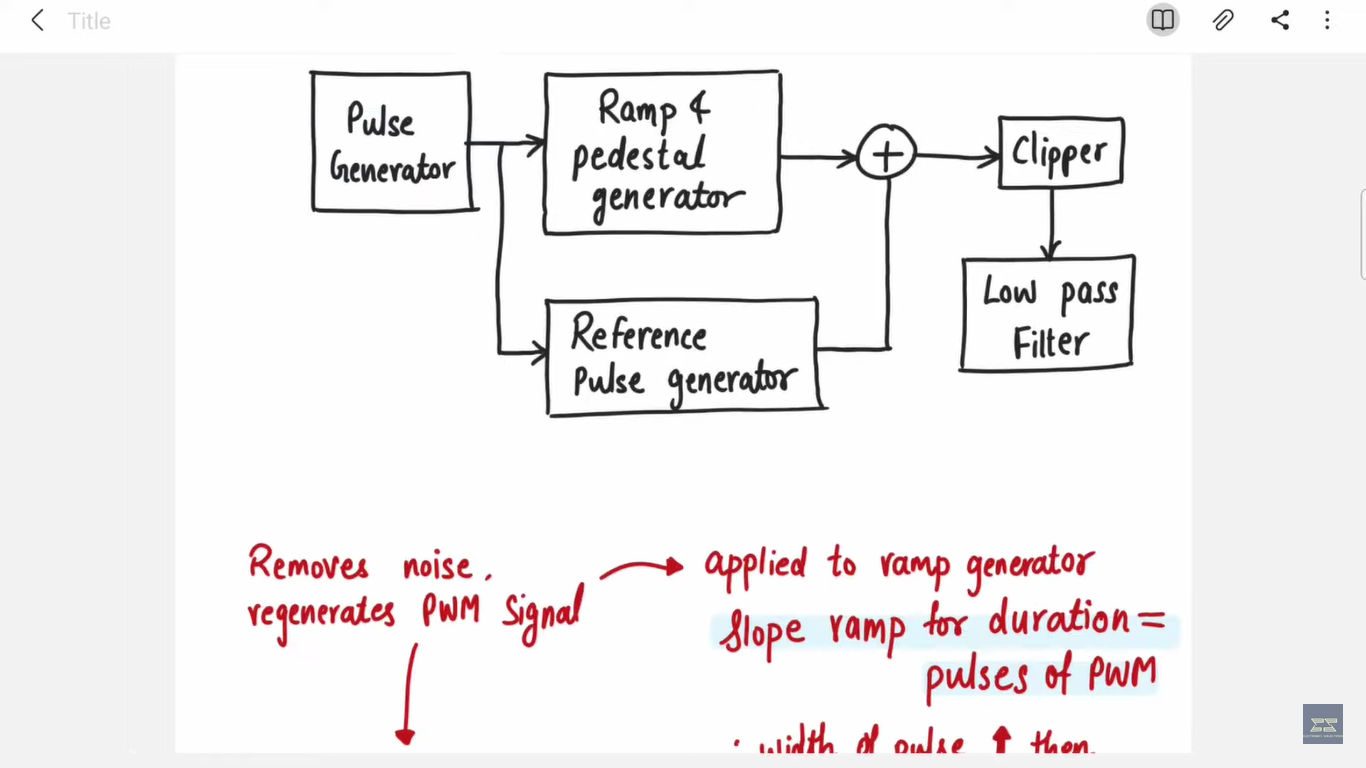 Title
Pulse
Generator
Ramp &
pedestal
generator
+
Clipper
Low pass
Filter
Reference
Pulse generator
Removes noise.
regenerates PWM signal
applied to ramp generator
Slope ramp for duration =
pulses of PWM
∴ width of pulse ↑ then